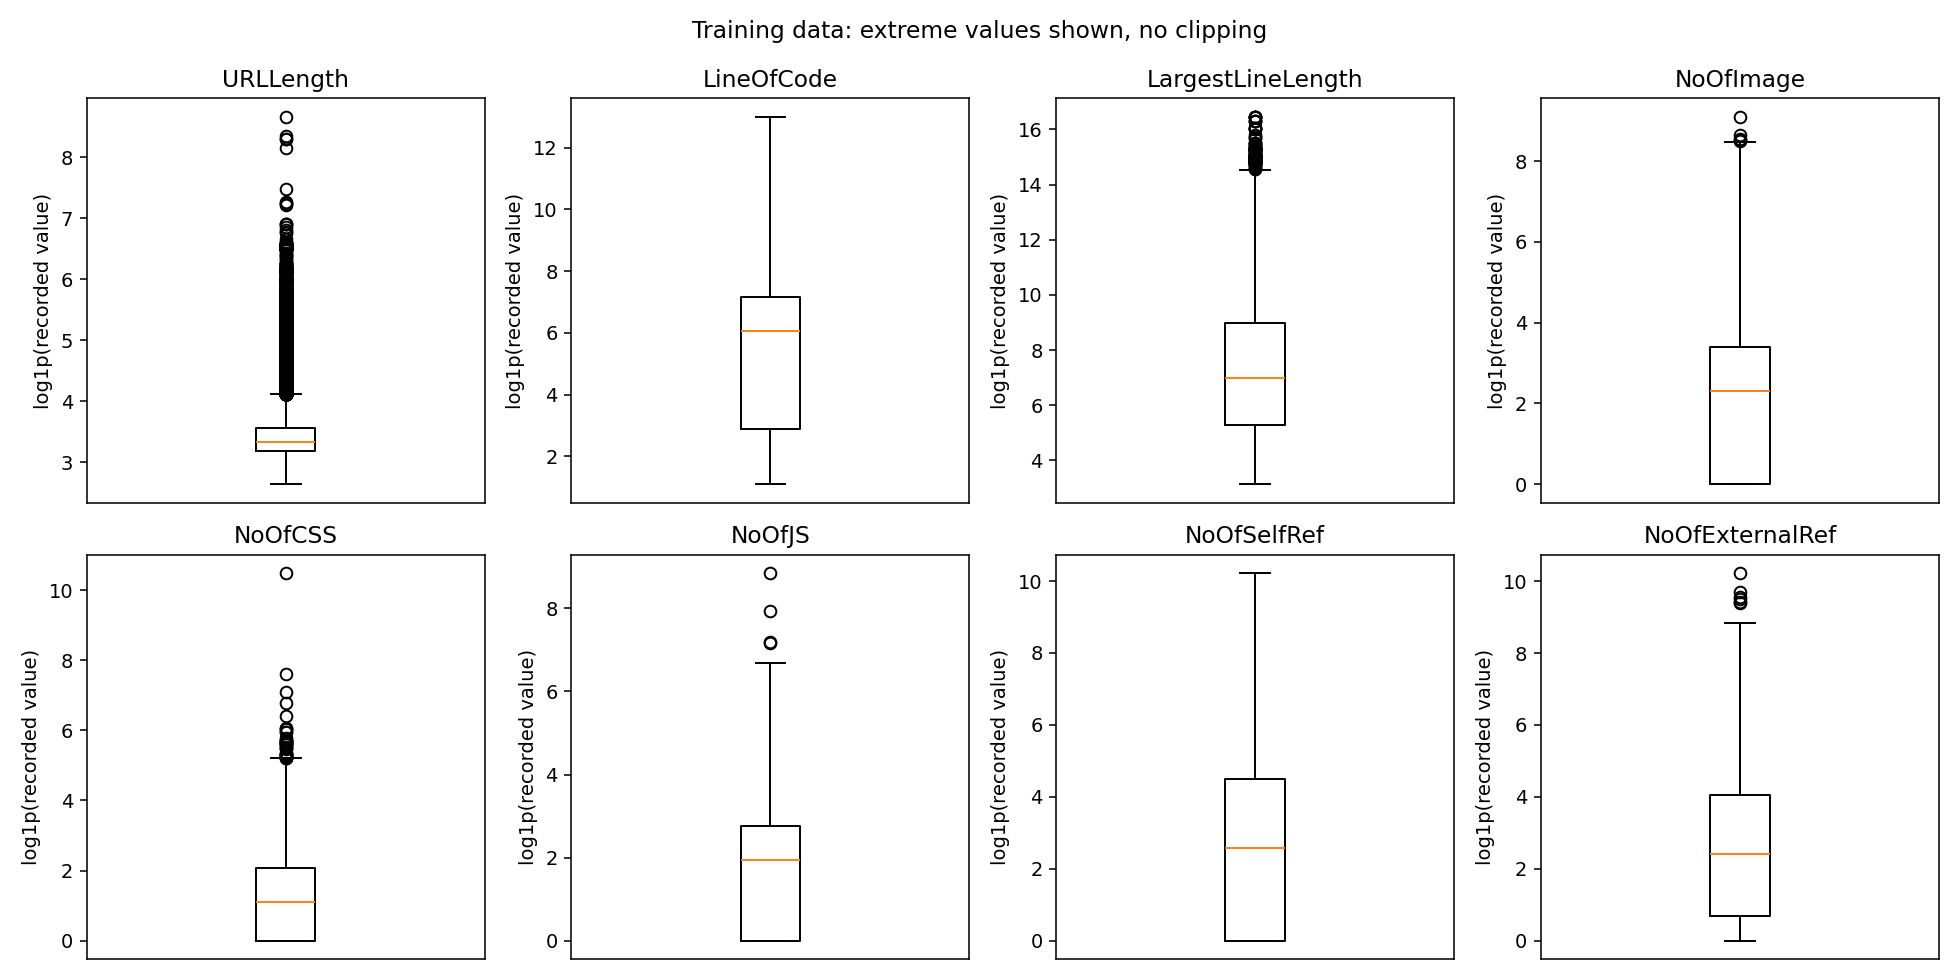 Training data: extreme values shown, no clipping
URLLength
LineOfCode
LargestLineLength
NoOfImage
log1p(recorded value)
8
7
6
5
4
3
log1p(recorded value)
12
10
8
6
4
2
log1p(recorded value)
16
14
12
10
8
6
4
log1p(recorded value)
8
6
4
2
0
NoOfCSS
NoOfJS
NoOfSelfRef
NoOfExternalRef
log1p(recorded value)
10
8
6
4
2
0
log1p(recorded value)
8
6
4
2
0
log1p(recorded value)
10
8
6
4
2
0
log1p(recorded value)
10
8
6
4
2
0